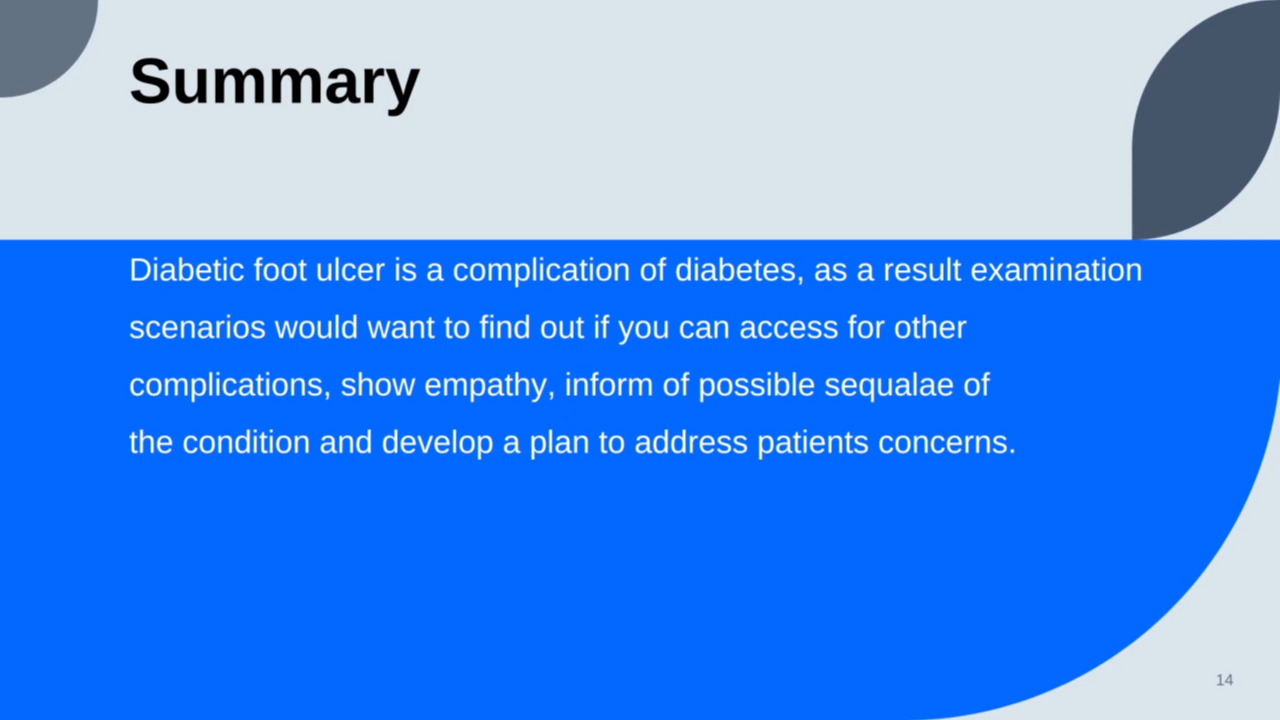 Summary
Diabetic foot ulcer is a complication of diabetes, as a result examination
scenarios would want to find out if you can access for other
complications, show empathy, inform of possible sequalae of
the condition and develop a plan to address patients concerns.
14